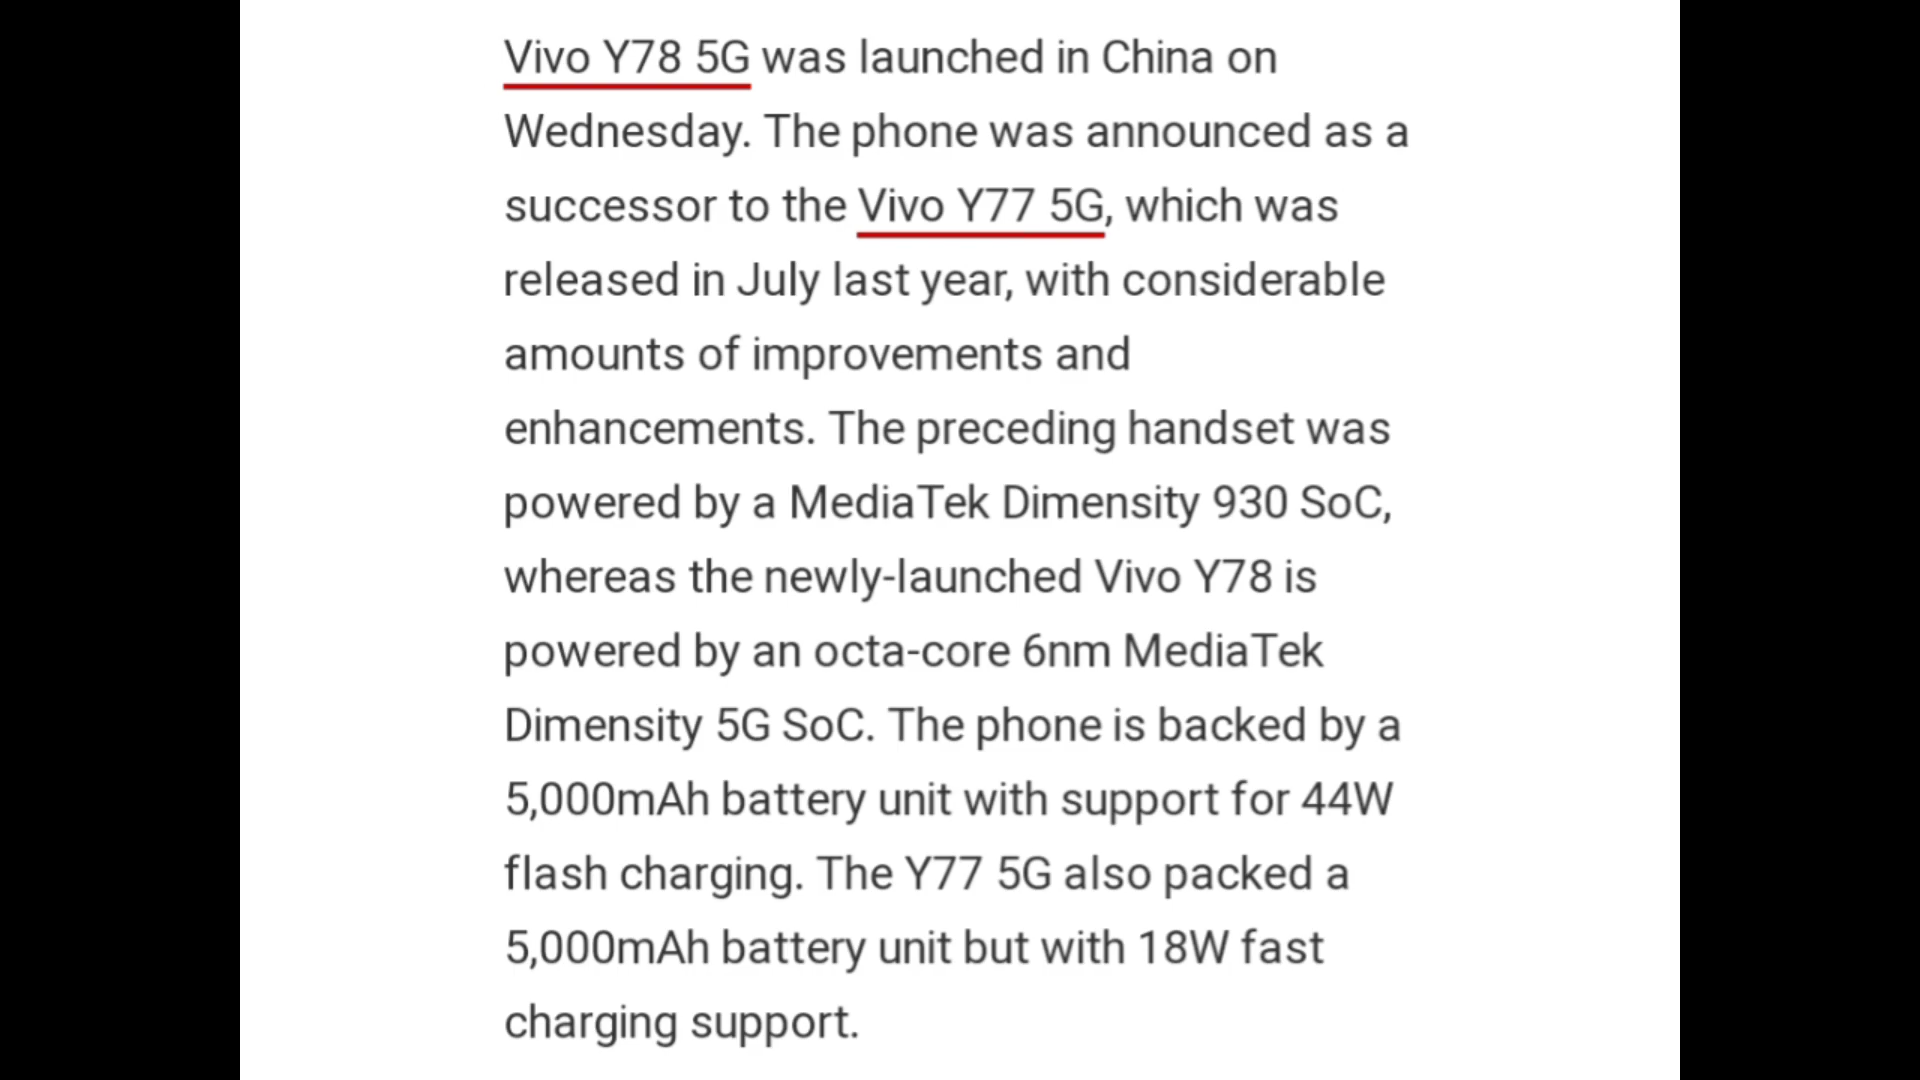 Vivo Y78 5G was launched in China on
Wednesday. The phone was announced as a
successor to the Vivo Y77 5G, which was
released in July last year, with considerable
amounts of improvements and
enhancements. The preceding handset was
powered by a MediaTek Dimensity 930 SoC,
whereas the newly-launched Vivo Y78 is
powered by an octa-core 6nm MediaTek
Dimensity 5G SoC. The phone is backed by a
5,000mAh battery unit with support for 44W
flash charging. The Y77 5G also packed a
5,000mAh battery unit but with 18W fast
charging support.